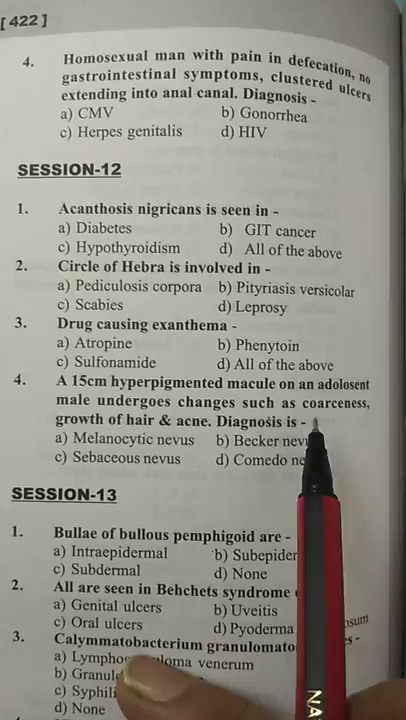 [ 422 ]
4. Homosexual man with pain in defecation, no
gastrointestinal symptoms, clustered ulcers
extending into anal canal. Diagnosis -
a) CMV b) Gonorrhea
c) Herpes genitalis d) HIV
SESSION-12
1. Acanthosis nigricans is seen in -
a) Diabetes b) GIT cancer
c) Hypothyroidism d) All of the above
2. Circle of Hebra is involved in -
a) Pediculosis corpora b) Pityriasis versicolar
c) Scabies d) Leprosy
3. Drug causing exanthema -
a) Atropine b) Phenytoin
c) Sulfonamide d) All of the above
4. A 15cm hyperpigmented macule on an adolosent
male undergoes changes such as coarceness,
growth of hair & acne. Diagnosis is -
a) Melanocytic nevus b) Becker
c) Sebaceous nevus d) Comedo
SESSION-13
1. Bullae of bullous pemphigoid are -
a) Intraepidermal b)
c) Subdermal d) None
2. All are seen in Behchets syndrome
a) Genital ulcers b) Uveitis
c) Oral ulcers d) Pyoderma
3. Calymmatobacterium
a) venerum
b)
c)
d) None
NA